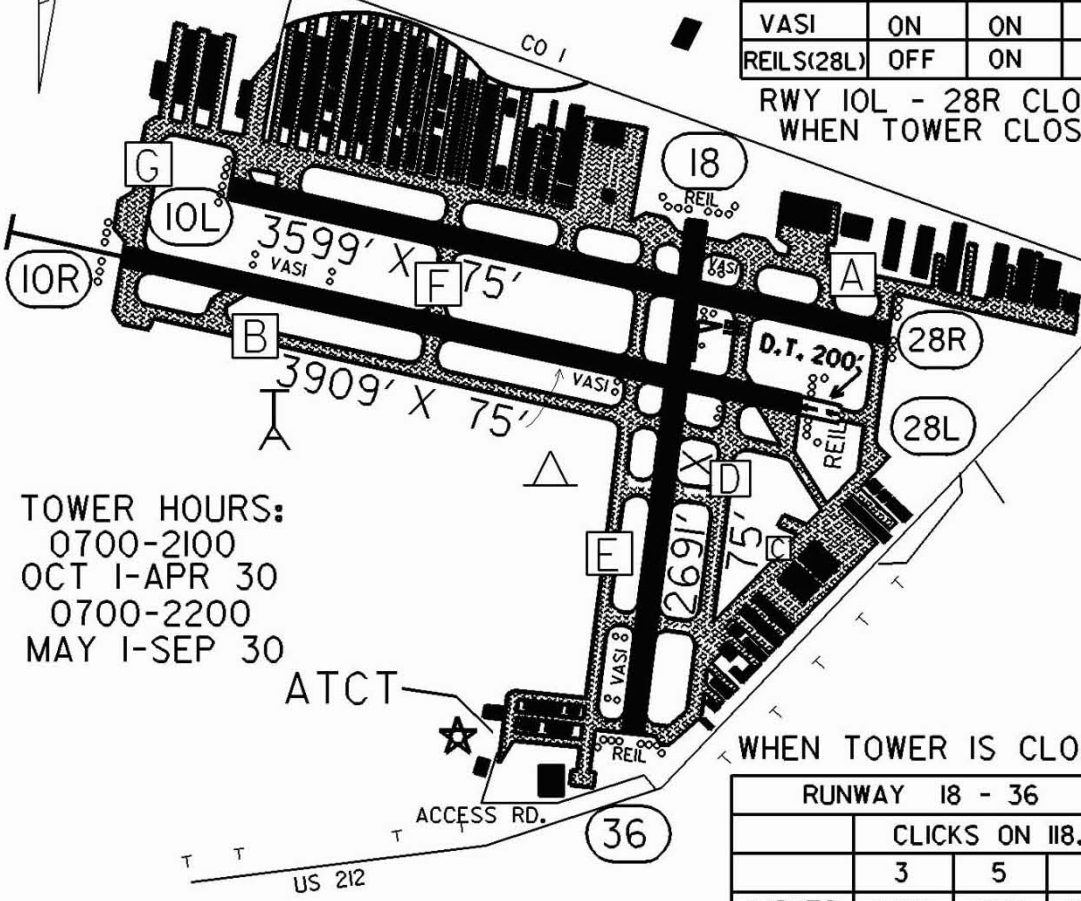 CO 1
VASI ON ON
REILS(28L) OFF ON
RWY 10L - 28R CLO
WHEN TOWER CLOS
18
REIL
G
10L
3599' X 75'
VASI
F
VASI
A
10R
28R
D.T. 200'
B
3909' X 75'
VASI
REIL
28L
TOWER HOURS:
0700-2100
OCT 1-APR 30
0700-2200
MAY 1-SEP 30
D
E
2691' X 75'
C
VASI
ATCT
REIL
ACCESS RD.
36
US 212
T T T T T T T T T
WHEN TOWER IS CLO
RUNWAY 18 - 36
CLICKS ON 118.
3 5